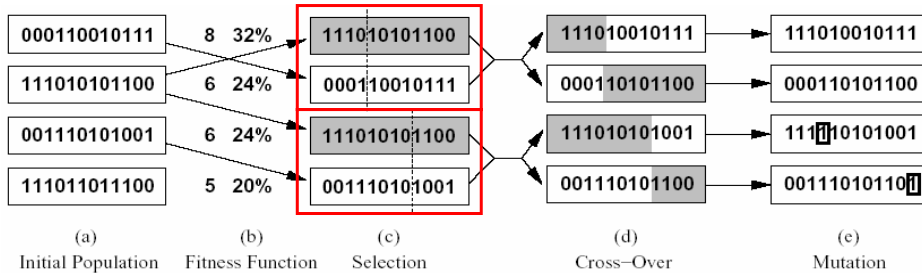 000110010111 8 32% 111010101100 111010010111 111010010111
111010101100 6 24% 000110010111 000110101100 000110101100
001110101001 6 24% 111010101100 111010101001 111110101001
111011011100 5 20% 001110101001 001110101100 001110101101
(a) (b) (c) (d) (e)
Initial Population Fitness Function Selection Cross−Over Mutation